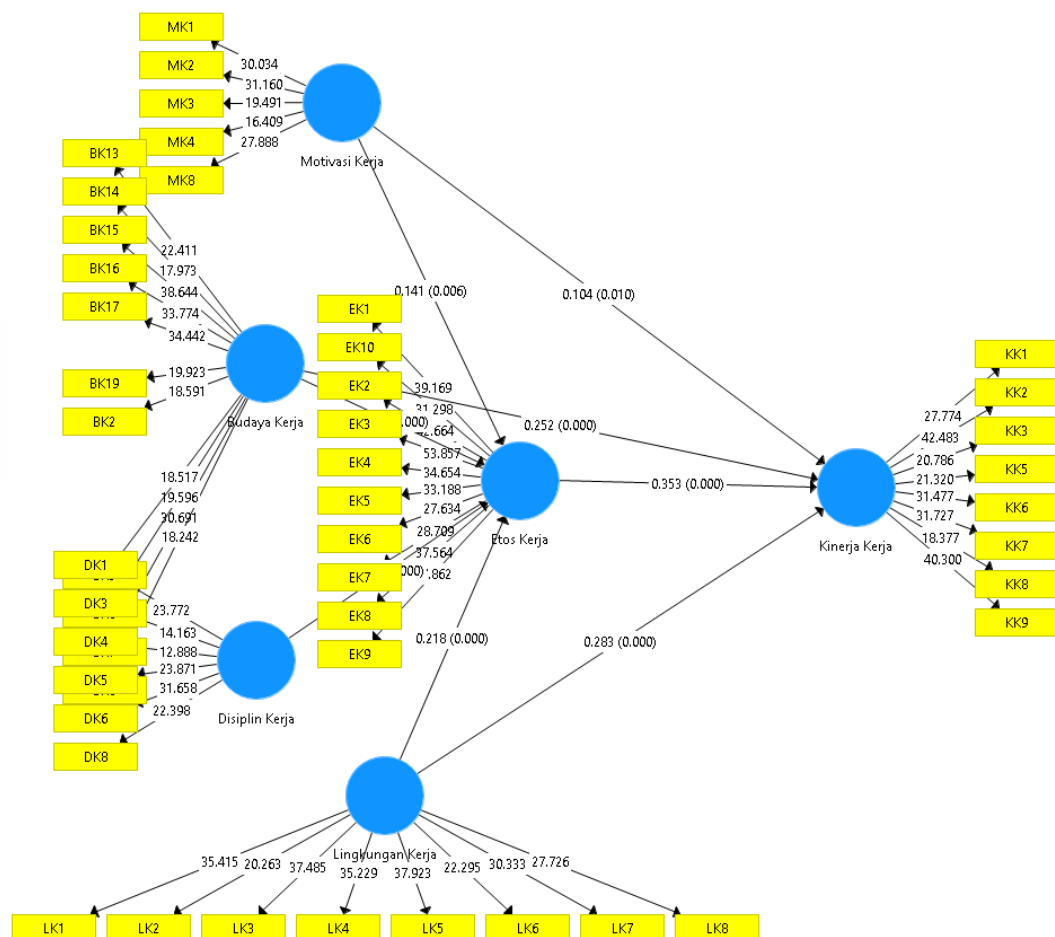 MK1
MK2
MK3
MK4
MK8
30.034
31.160
19.491
16.409
27.888
Motivasi Kerja
BK13
BK14
BK15
BK16
BK17
BK19
BK2
22.411
17.973
38.644
33.774
34.442
19.923
18.591
Budaya Kerja
18.517
19.596
30.691
18.242
0.141 (0.006)
0.104 (0.010)
0.252 (0.000)
0.353 (0.000)
EK1
EK10
EK2
EK3
EK4
EK5
EK6
EK7
EK8
EK9
39.169
31.298
53.857
34.654
33.188
27.634
28.709
37.564
Etos Kerja
KK1
KK2
KK3
KK5
KK6
KK7
KK8
KK9
27.774
42.483
20.786
21.320
31.477
31.727
18.377
40.300
Kinerja Kerja
DK1
DK3
DK4
DK5
DK6
DK8
23.772
14.163
12.888
23.871
31.658
22.398
Disiplin Kerja
0.218 (0.000)
0.283 (0.000)
Lingkungan Kerja
35.415
20.263
37.485
35.229
37.923
22.295
30.333
27.726
LK1
LK2
LK3
LK4
LK5
LK6
LK7
LK8